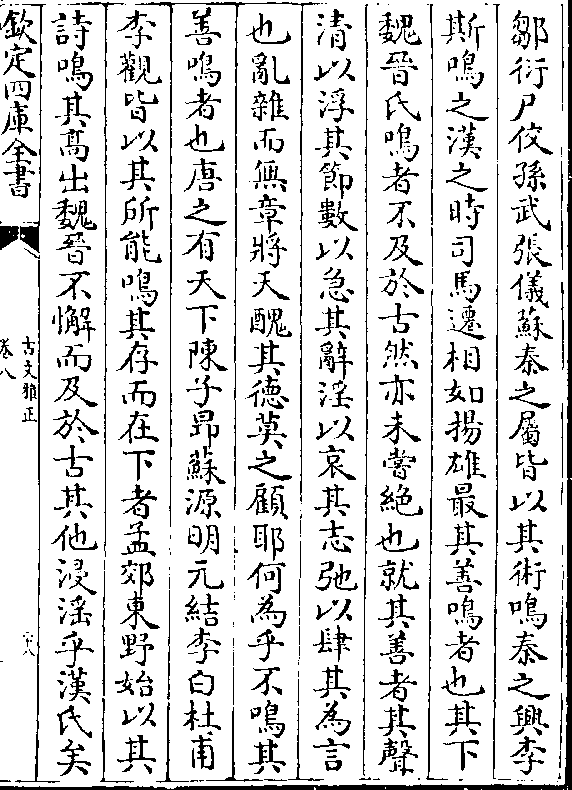 鄒衍尸佼孫武張儀蘇秦之屬皆以其術鳴秦之興李
斯鳴之漢之時司馬遷相如揚雄最其善鳴者也其下
魏晉氏鳴者不及於古然亦未嘗絶也就其善者其聲
清以浮其節數以急其辭淫以哀其志弛以肆其為言
也亂雜而無章將天醜其德莫之顧耶何為乎不鳴其
善鳴者也唐之有天下陳子昂蘇源明元結李白杜甫
李觀皆以其所能鳴其存而在下者孟郊東野始以其
詩鳴其髙出魏晉不懈而及於古其他浸淫乎漢氏矣
欽定四庫全書
古文雅正
卷八